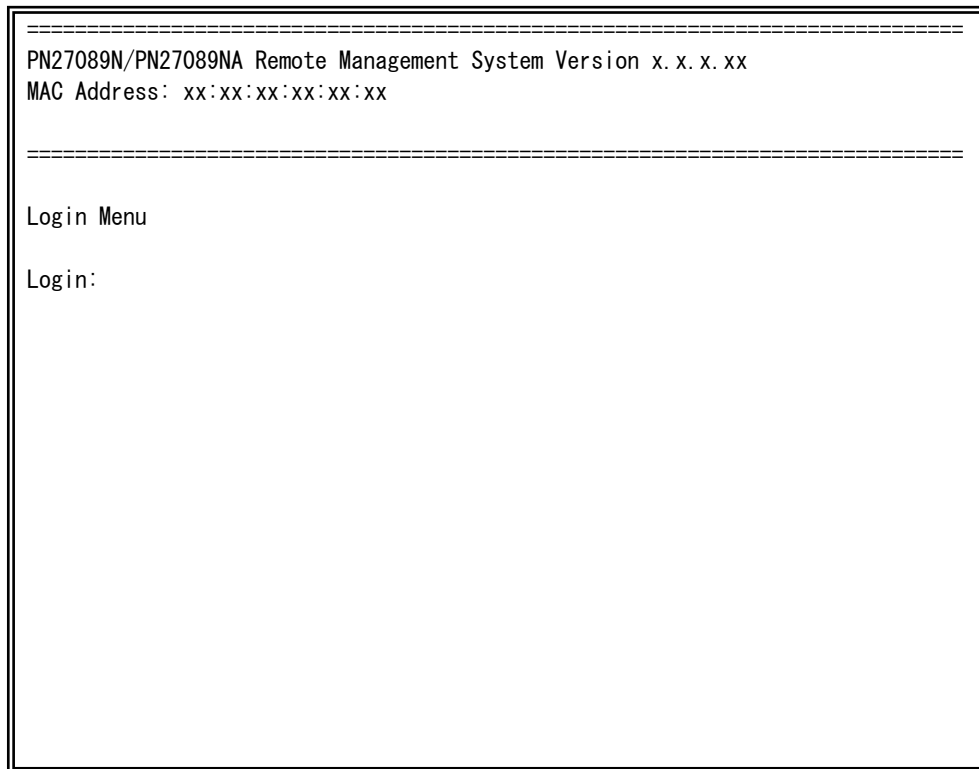 ==============================================================================
PN27089N/PN27089NA Remote Management System Version x.x.x.xx
MAC Address: xx:xx:xx:xx:xx:xx
==============================================================================
Login Menu
Login: